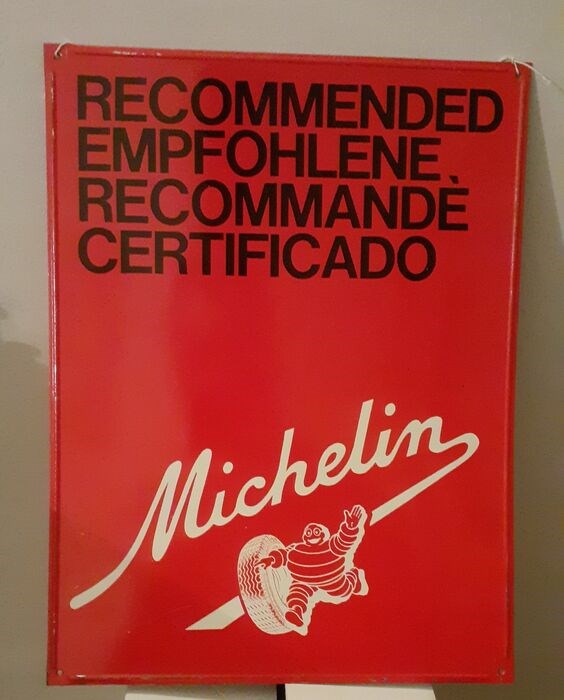 RECOMMENDED
EMPFOHLENE
RECOMMANDÈ
CERTIFICADO
Michelin